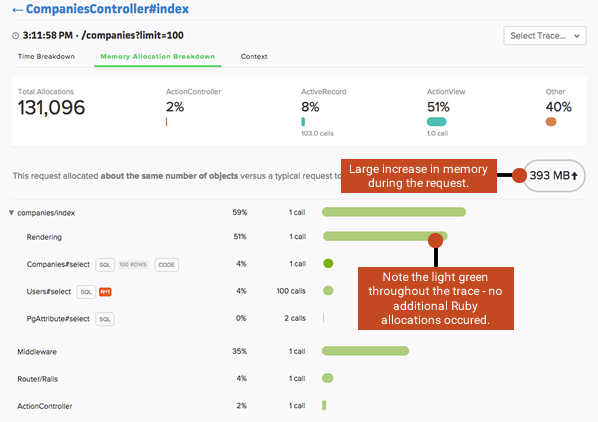 ← CompaniesController#index
3:11:58 PM · /companies?limit=100
Select Trace...
Time Breakdown
Memory Allocation Breakdown
Context
Total Allocations
131,096
ActionController
2%
ActiveRecord
8%
103.0 calls
ActionView
51%
1.0 call
Other
40%
This request allocated about the same number of objects versus a typical request to
Large increase in memory
during the request.
393 MB↑
companies/index 59% 1 call
Rendering 51% 1 call
Companies#select SQL 100 ROWS CODE 4% 1 call
Users#select SQL N+1 4% 100 calls
PgAttribute#select SQL 0% 2 calls
Note the light green
throughout the trace - no
additional Ruby
allocations occured.
Middleware 35% 1 call
Router/Rails 4% 1 call
ActionController 2% 1 call